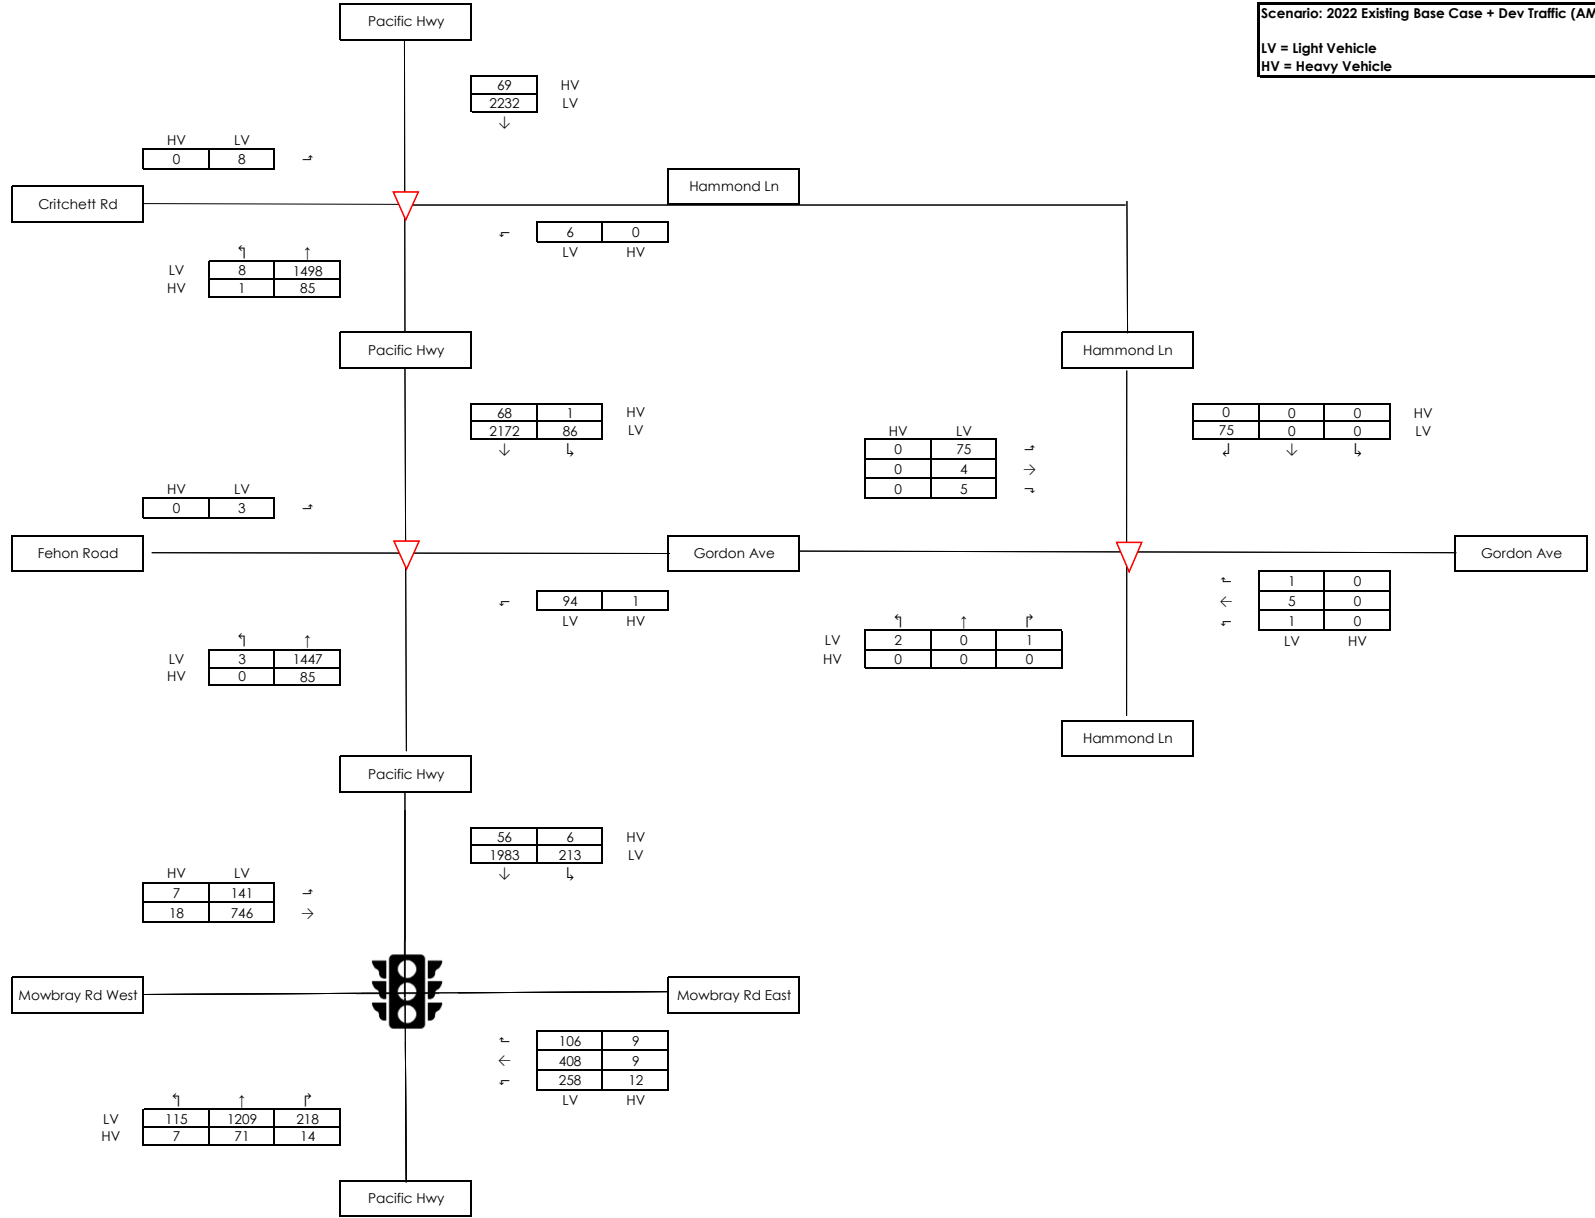 Pacific Hwy
Scenario: 2022 Existing Base Case + Dev Traffic (AM
LV = Light Vehicle
HV = Heavy Vehicle
69 HV
2232 LV
↓
HV LV
0 8 ⬏
Critchett Rd
Hammond Ln
⬐ 6 0
LV HV
↰ ↑
LV 8 1498
HV 1 85
Pacific Hwy
Hammond Ln
68 1 HV
2172 86 LV
↓ ↳
HV LV
0 75 ⬏
0 4 →
0 5 ⬎
0 0 0 HV
75 0 0 LV
↲ ↓ ↳
HV LV
0 3 ⬏
Fehon Road
Gordon Ave
Gordon Ave
⬐ 94 1
LV HV
⬑ 1 0
← 5 0
⬐ 1 0
LV HV
↰ ↑
LV 3 1447
HV 0 85
↰ ↑ ↱
LV 2 0 1
HV 0 0 0
Hammond Ln
Pacific Hwy
56 6 HV
1983 213 LV
↓ ↳
HV LV
7 141 ⬏
18 746 →
Mowbray Rd West
Mowbray Rd East
⬑ 106 9
← 408 9
⬐ 258 12
LV HV
↰ ↑ ↱
LV 115 1209 218
HV 7 71 14
Pacific Hwy